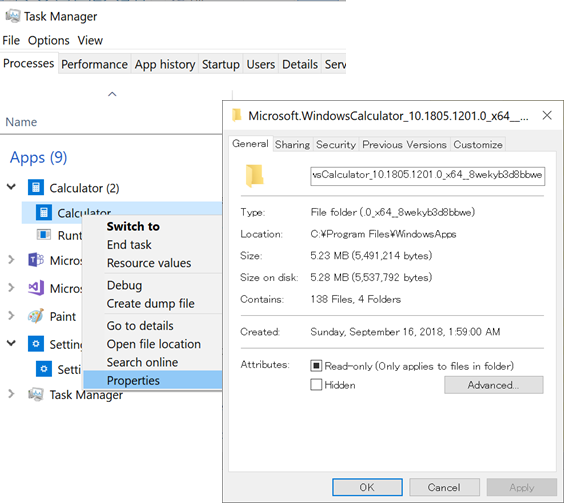 Task Manager
File Options View
Processes Performance App history Startup Users Details Serv
Name
Apps (9)
Calculator (2)
Calculator
Runt
Micros
Micros
Paint
Setting
Setti
Task Manager
Switch to
End task
Resource values
Debug
Create dump file
Go to details
Open file location
Search online
Properties
Microsoft.WindowsCalculator_10.1805.1201.0_x64__...
General Sharing Security Previous Versions Customize
vsCalculator_10.1805.1201.0_x64__8wekyb3d8bbwe
Type: File folder (.0_x64__8wekyb3d8bbwe)
Location: C:¥Program Files¥WindowsApps
Size: 5.23 MB (5,491,214 bytes)
Size on disk: 5.28 MB (5,537,792 bytes)
Contains: 138 Files, 4 Folders
Created: Sunday, September 16, 2018, 1:59:00 AM
Attributes: Read-only (Only applies to files in folder)
Hidden Advanced...
OK Cancel Apply